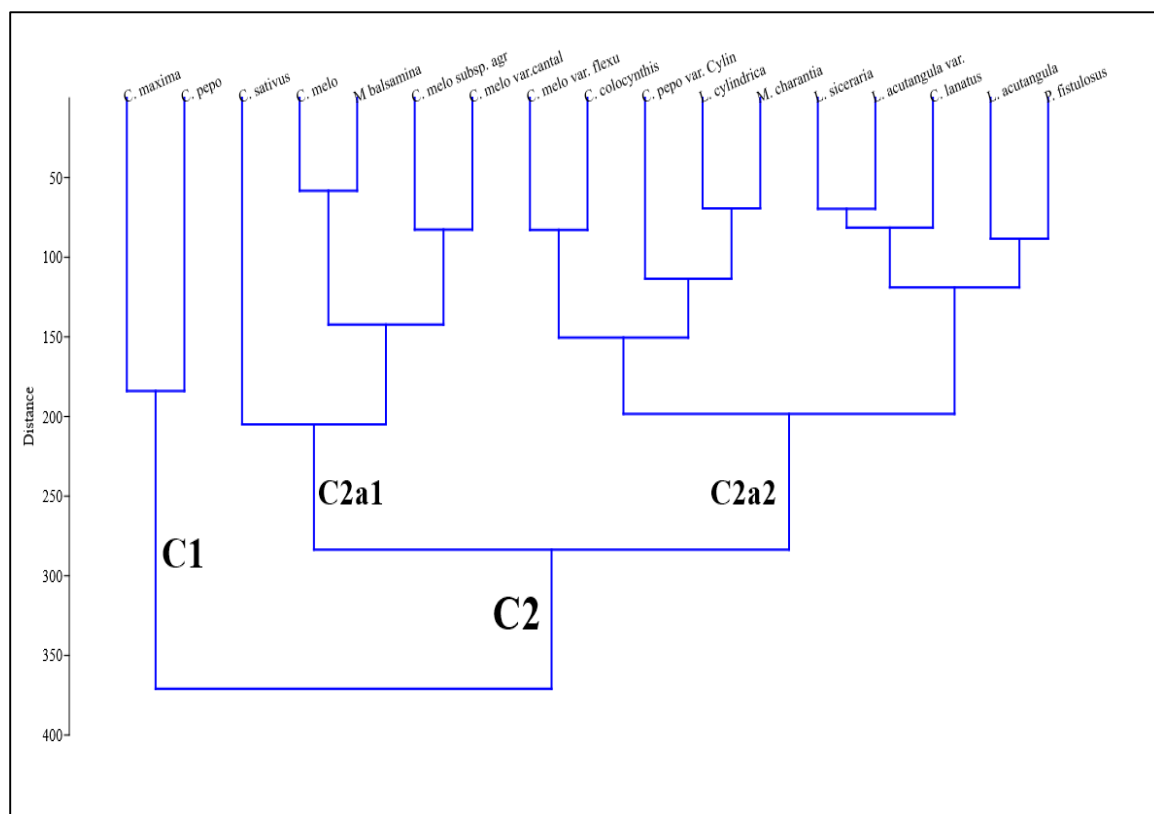 C. maxima
C. pepo
C. sativus
C. melo
M balsamina
C. melo subsp. agr
C. melo var.cantal
C. melo var. flexu
C. colocynthis
C. pepo var. Cylin
L. cylindrica
M. charantia
L. siceraria
L. acutangula var.
C. lanatus
L. acutangula
P. fistulosus
50
100
150
200
250
300
350
400
Distance
C2a1
C2a2
C1
C2